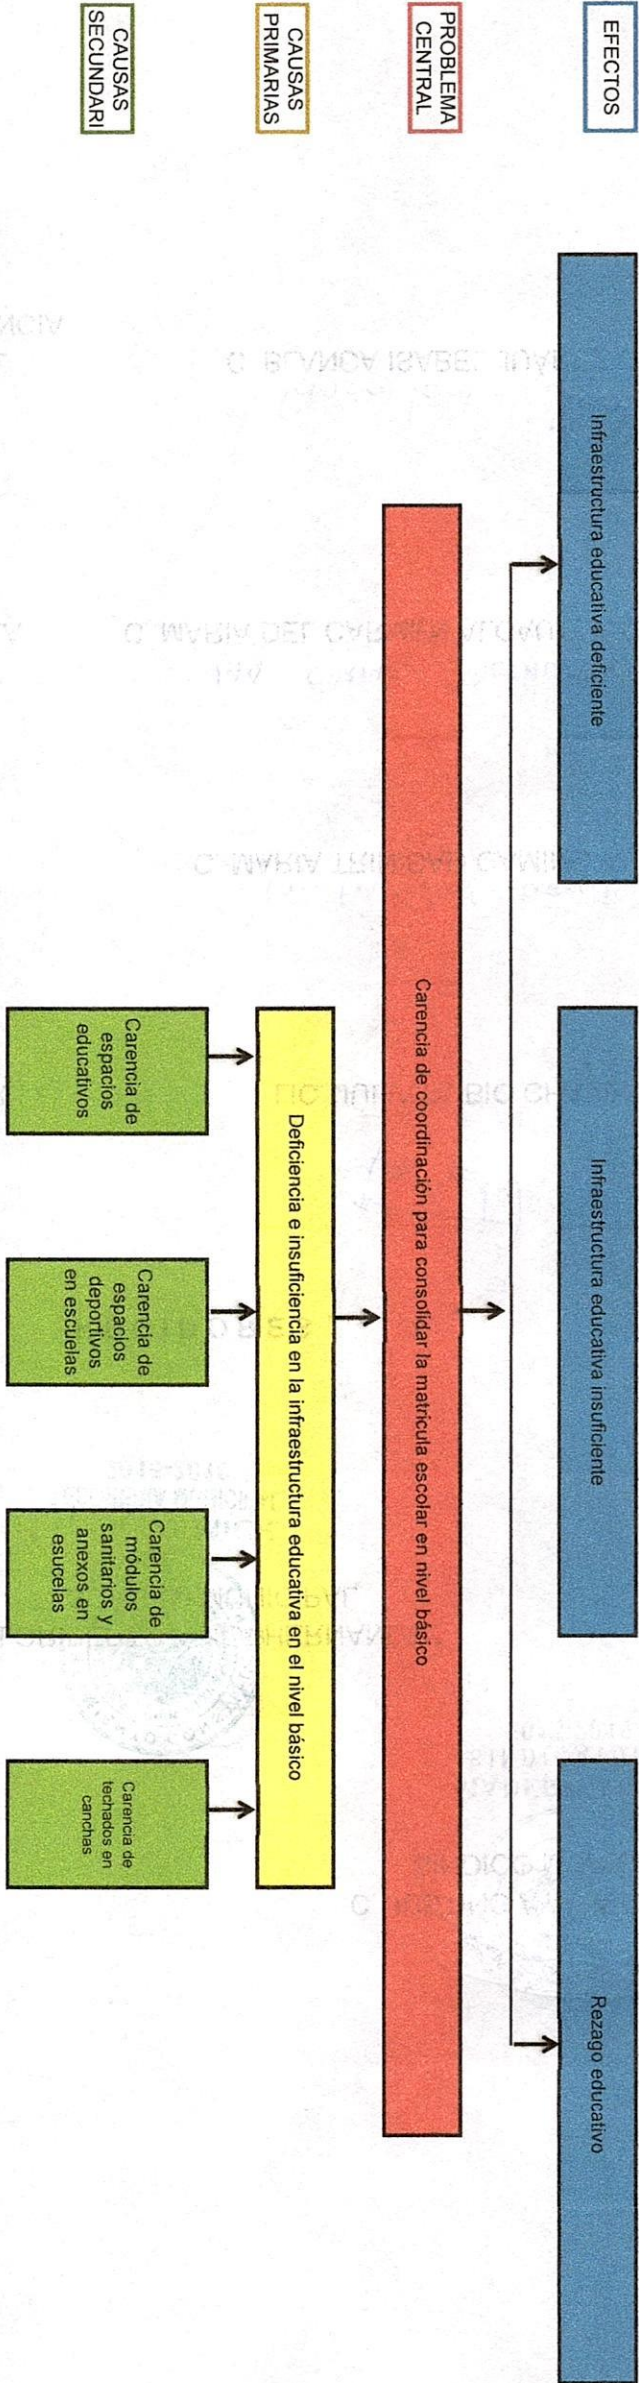 EFECTOS
Infraestructura educativa deficiente
Infraestructura educativa insuficiente
Rezago educativo
PROBLEMA
CENTRAL
Carencia de coordinación para consolidar la matricula escolar en nivel básico
CAUSAS
PRIMARIAS
Deficiencia e insuficiencia en la infraestructura educativa en el nivel básico
CAUSAS
SECUNDARI
Carencia de
espacios
educativos
Carencia de
espacios
deportivos
en escuelas
Carencia de
módulos
sanitarios y
anexos en
esucelas
Carencia de
techados en
canchas